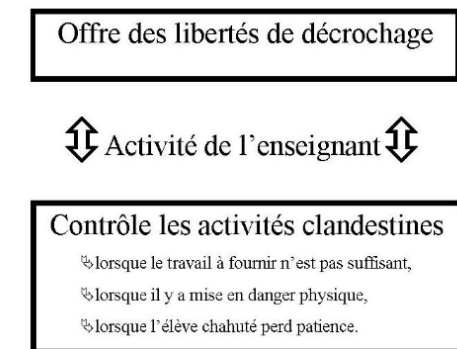 Offre des libertés de décrochage
Activité de l'enseignant
Contrôle les activités clandestines
lorsque le travail à fournir n'est pas suffisant,
lorsque il y a mise en danger physique,
lorsque l'élève chahuté perd patience.